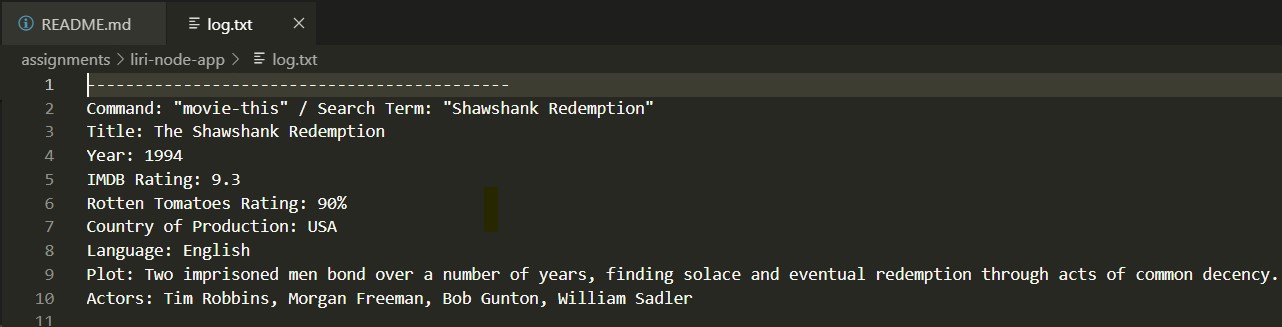 README.md log.txt
assignments > liri-node-app > log.txt
1 --------------------------------------------
2 Command: "movie-this" / Search Term: "Shawshank Redemption"
3 Title: The Shawshank Redemption
4 Year: 1994
5 IMDB Rating: 9.3
6 Rotten Tomatoes Rating: 90%
7 Country of Production: USA
8 Language: English
9 Plot: Two imprisoned men bond over a number of years, finding solace and eventual redemption through acts of common decency.
10 Actors: Tim Robbins, Morgan Freeman, Bob Gunton, William Sadler
11